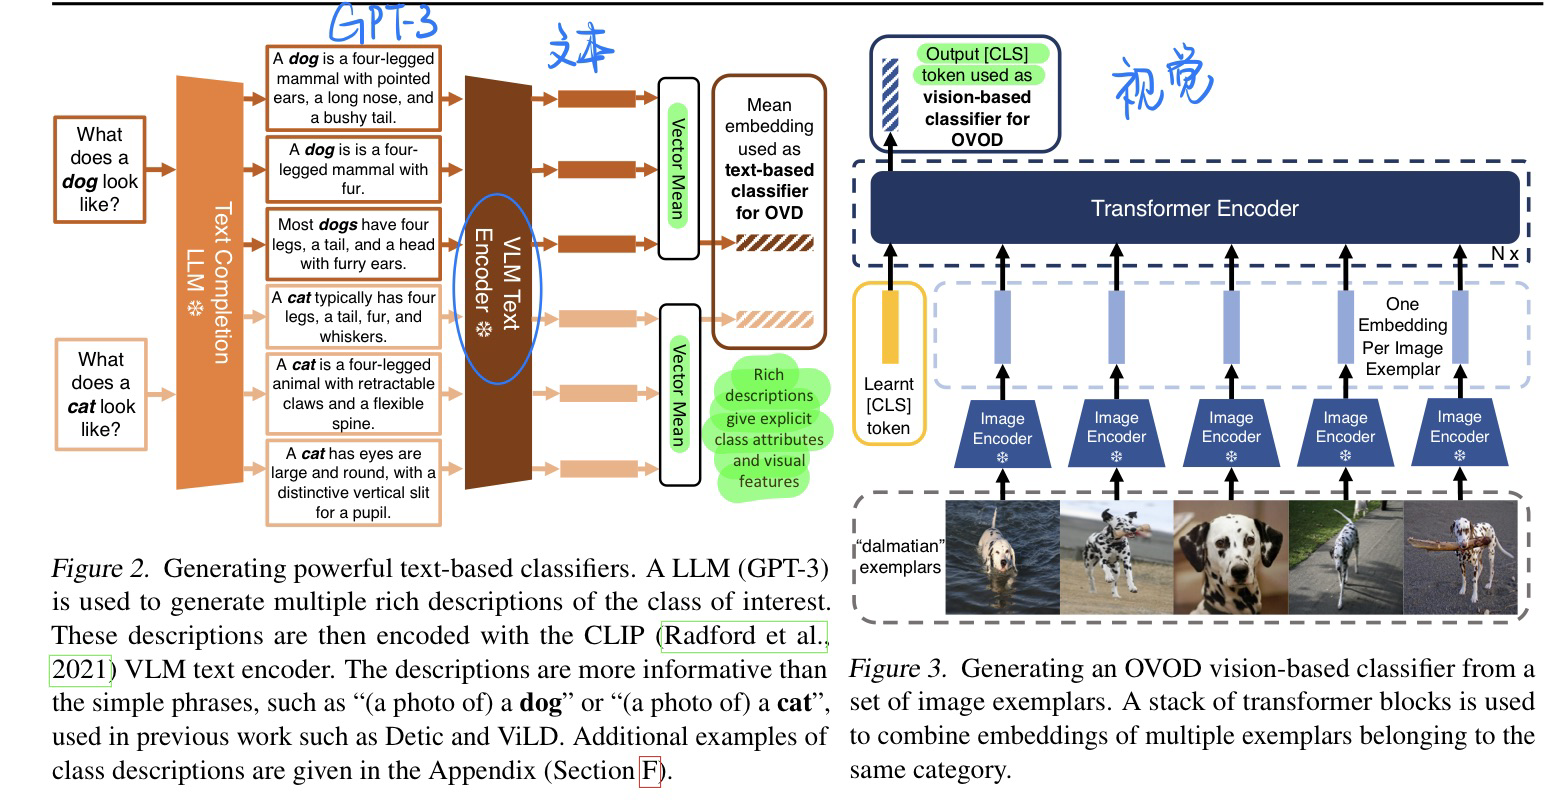 GPT-3
文本
What
does a
dog look
like?
What
does a
cat look
like?
Text Completion
LLM ❄
A dog is a four-legged
mammal with pointed
ears, a long nose, and
a bushy tail.
A dog is is a four-
legged mammal with
fur.
Most dogs have four
legs, a tail, and a head
with furry ears.
A cat typically has four
legs, a tail, fur, and
whiskers.
A cat is a four-legged
animal with retractable
claws and a flexible
spine.
A cat has eyes are
large and round, with a
distinctive vertical slit
for a pupil.
VLM Text
Encoder ❄
Vector Mean
Vector Mean
Mean
embedding
used as
text-based
classifier
for OVD
Rich
descriptions
give explicit
class attributes
and visual
features
Figure 2. Generating powerful text-based classifiers. A LLM (GPT-3)
is used to generate multiple rich descriptions of the class of interest.
These descriptions are then encoded with the CLIP (Radford et al.,
2021) VLM text encoder. The descriptions are more informative than
the simple phrases, such as “(a photo of) a dog” or “(a photo of) a cat”,
used in previous work such as Detic and ViLD. Additional examples of
class descriptions are given in the Appendix (Section F).
视觉
Output [CLS]
token used as
vision-based
classifier for
OVOD
Transformer Encoder
N x
Learnt
[CLS]
token
One
Embedding
Per Image
Exemplar
Image
Encoder
❄
Image
Encoder
❄
Image
Encoder
❄
Image
Encoder
❄
Image
Encoder
❄
“dalmatian”
exemplars
Figure 3. Generating an OVOD vision-based classifier from a
set of image exemplars. A stack of transformer blocks is used
to combine embeddings of multiple exemplars belonging to the
same category.